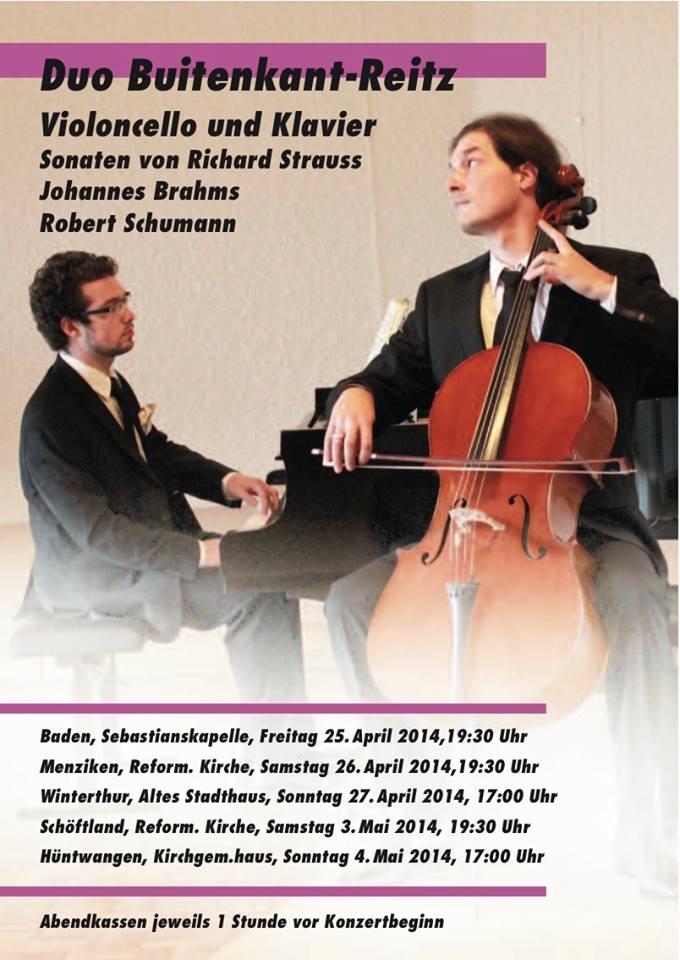 Duo Buitenkant-Reitz
Violoncello und Klavier
Sonaten von Richard Strauss
Johannes Brahms
Robert Schumann
Baden, Sebastianskapelle, Freitag 25. April 2014,19:30 Uhr
Menziken, Reform. Kirche, Samstag 26. April 2014,19:30 Uhr
Winterthur, Altes Stadthaus, Sonntag 27. April 2014, 17:00 Uhr
Schöftland, Reform. Kirche, Samstag 3. Mai 2014, 19:30 Uhr
Hüntwangen, Kirchgem.haus, Sonntag 4. Mai 2014, 17:00 Uhr
Abendkassen jeweils 1 Stunde vor Konzertbeginn